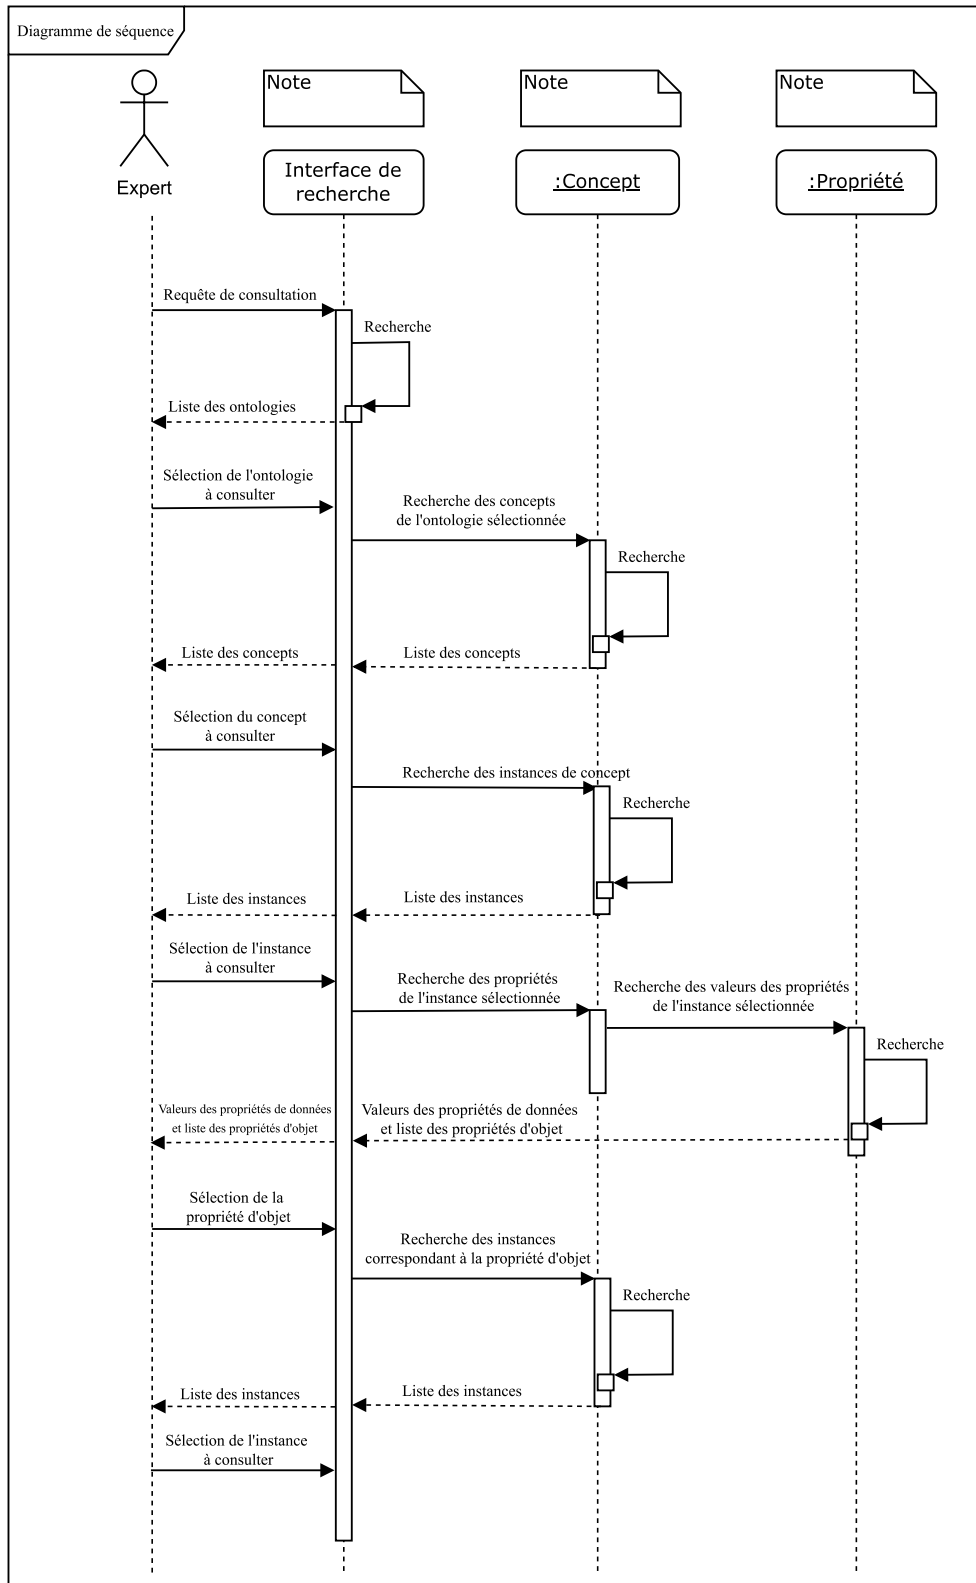 Diagramme de séquence
Note
Note
Note
Expert
Interface de
recherche
:Concept
:Propriété
Requête de consultation
Recherche
Liste des ontologies
Sélection de l'ontologie
à consulter
Recherche des concepts
de l'ontologie sélectionnée
Recherche
Liste des concepts
Liste des concepts
Sélection du concept
à consulter
Recherche des instances de concept
Recherche
Liste des instances
Liste des instances
Sélection de l'instance
à consulter
Recherche des propriétés
de l'instance sélectionnée
Recherche des valeurs des propriétés
de l'instance sélectionnée
Recherche
Valeurs des propriétés de données
et liste des propriétés d'objet
Valeurs des propriétés de données
et liste des propriétés d'objet
Sélection de la
propriété d'objet
Recherche des instances
correspondant à la propriété d'objet
Recherche
Liste des instances
Liste des instances
Sélection de l'instance
à consulter